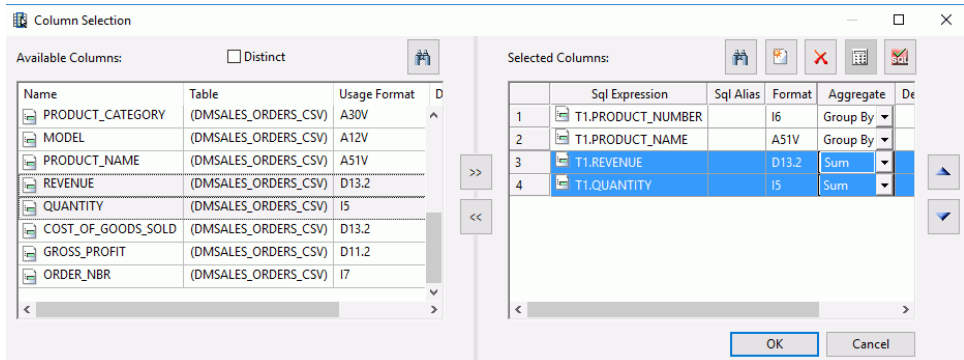 Column Selection
Available Columns: Distinct
Name Table Usage Format D
PRODUCT_CATEGORY (DMSALES_ORDERS_CSV) A30V
MODEL (DMSALES_ORDERS_CSV) A12V
PRODUCT_NAME (DMSALES_ORDERS_CSV) A51V
REVENUE (DMSALES_ORDERS_CSV) D13.2
QUANTITY (DMSALES_ORDERS_CSV) I5
COST_OF_GOODS_SOLD (DMSALES_ORDERS_CSV) D13.2
GROSS_PROFIT (DMSALES_ORDERS_CSV) D11.2
ORDER_NBR (DMSALES_ORDERS_CSV) I7
>>
<<
Selected Columns: SQL
Sql Expression Sql Alias Format Aggregate De
1 T1.PRODUCT_NUMBER I6 Group By
2 T1.PRODUCT_NAME A51V Group By
3 T1.REVENUE D13.2 Sum
4 T1.QUANTITY I5 Sum
OK Cancel